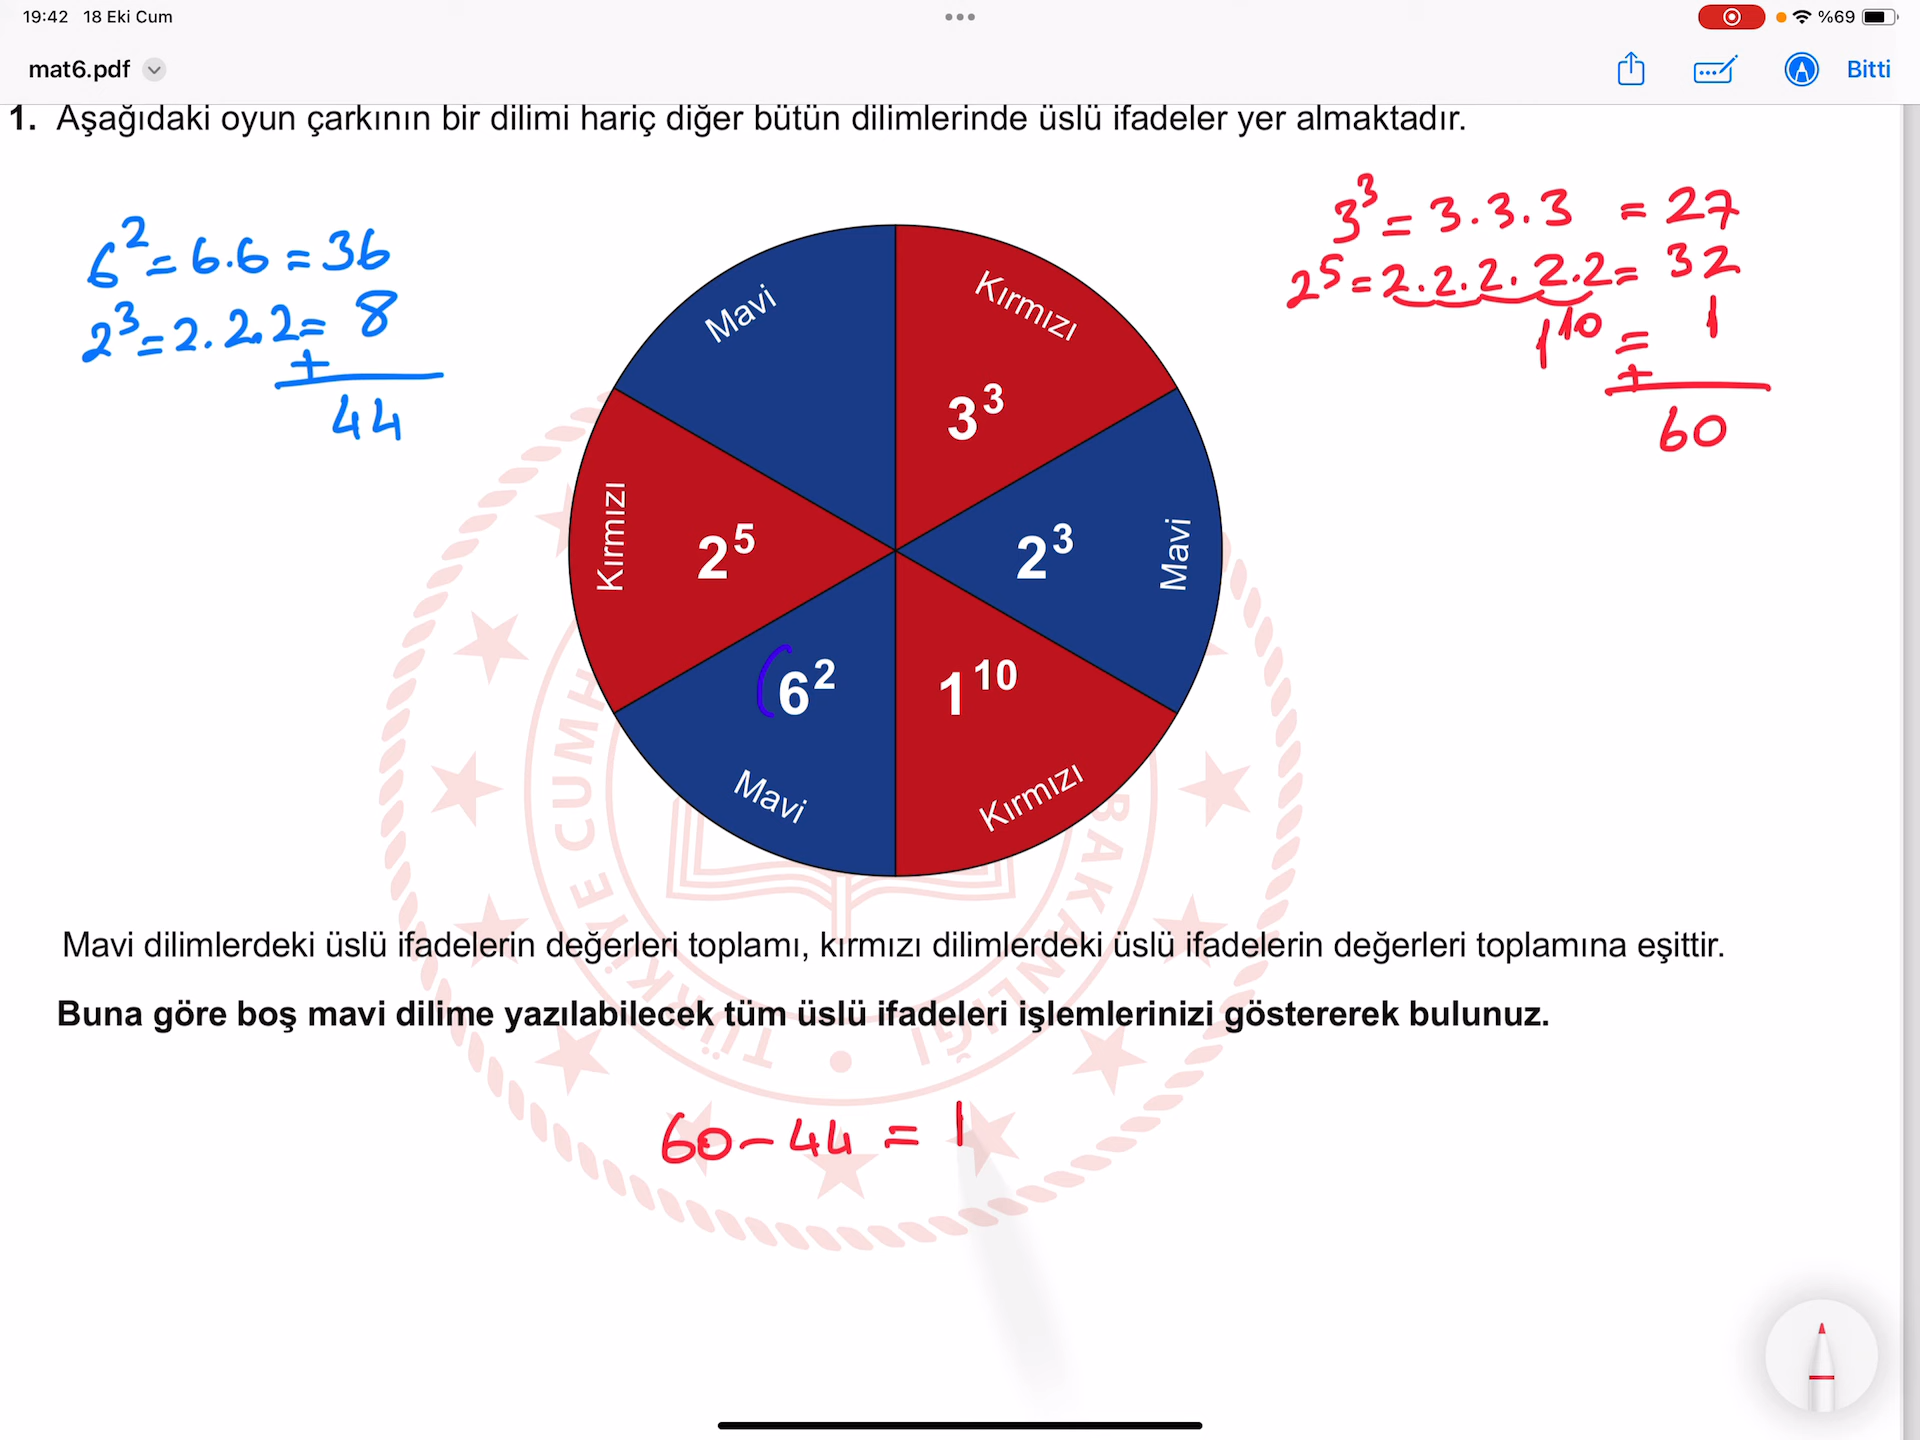 19:42 18 Eki Cum
%69
mat6.pdf
Bitti
1. Aşağıdaki oyun çarkının bir dilimi hariç diğer bütün dilimlerinde üslü ifadeler yer almaktadır.
6² = 6.6 = 36
2³ = 2.2.2 = 8
+
44
3³ = 3.3.3 = 27
2⁵ = 2.2.2.2.2 = 32
1¹⁰ = 1
+
60
Mavi
Kırmızı
3³
Kırmızı
2⁵
2³
Mavi
(6²
1¹⁰
Mavi
Kırmızı
TÜRKİYE CUMH
BAKANLIĞI
Mavi dilimlerdeki üslü ifadelerin değerleri toplamı, kırmızı dilimlerdeki üslü ifadelerin değerleri toplamına eşittir.
Buna göre boş mavi dilime yazılabilecek tüm üslü ifadeleri işlemlerinizi göstererek bulunuz.
60 - 44 = 1